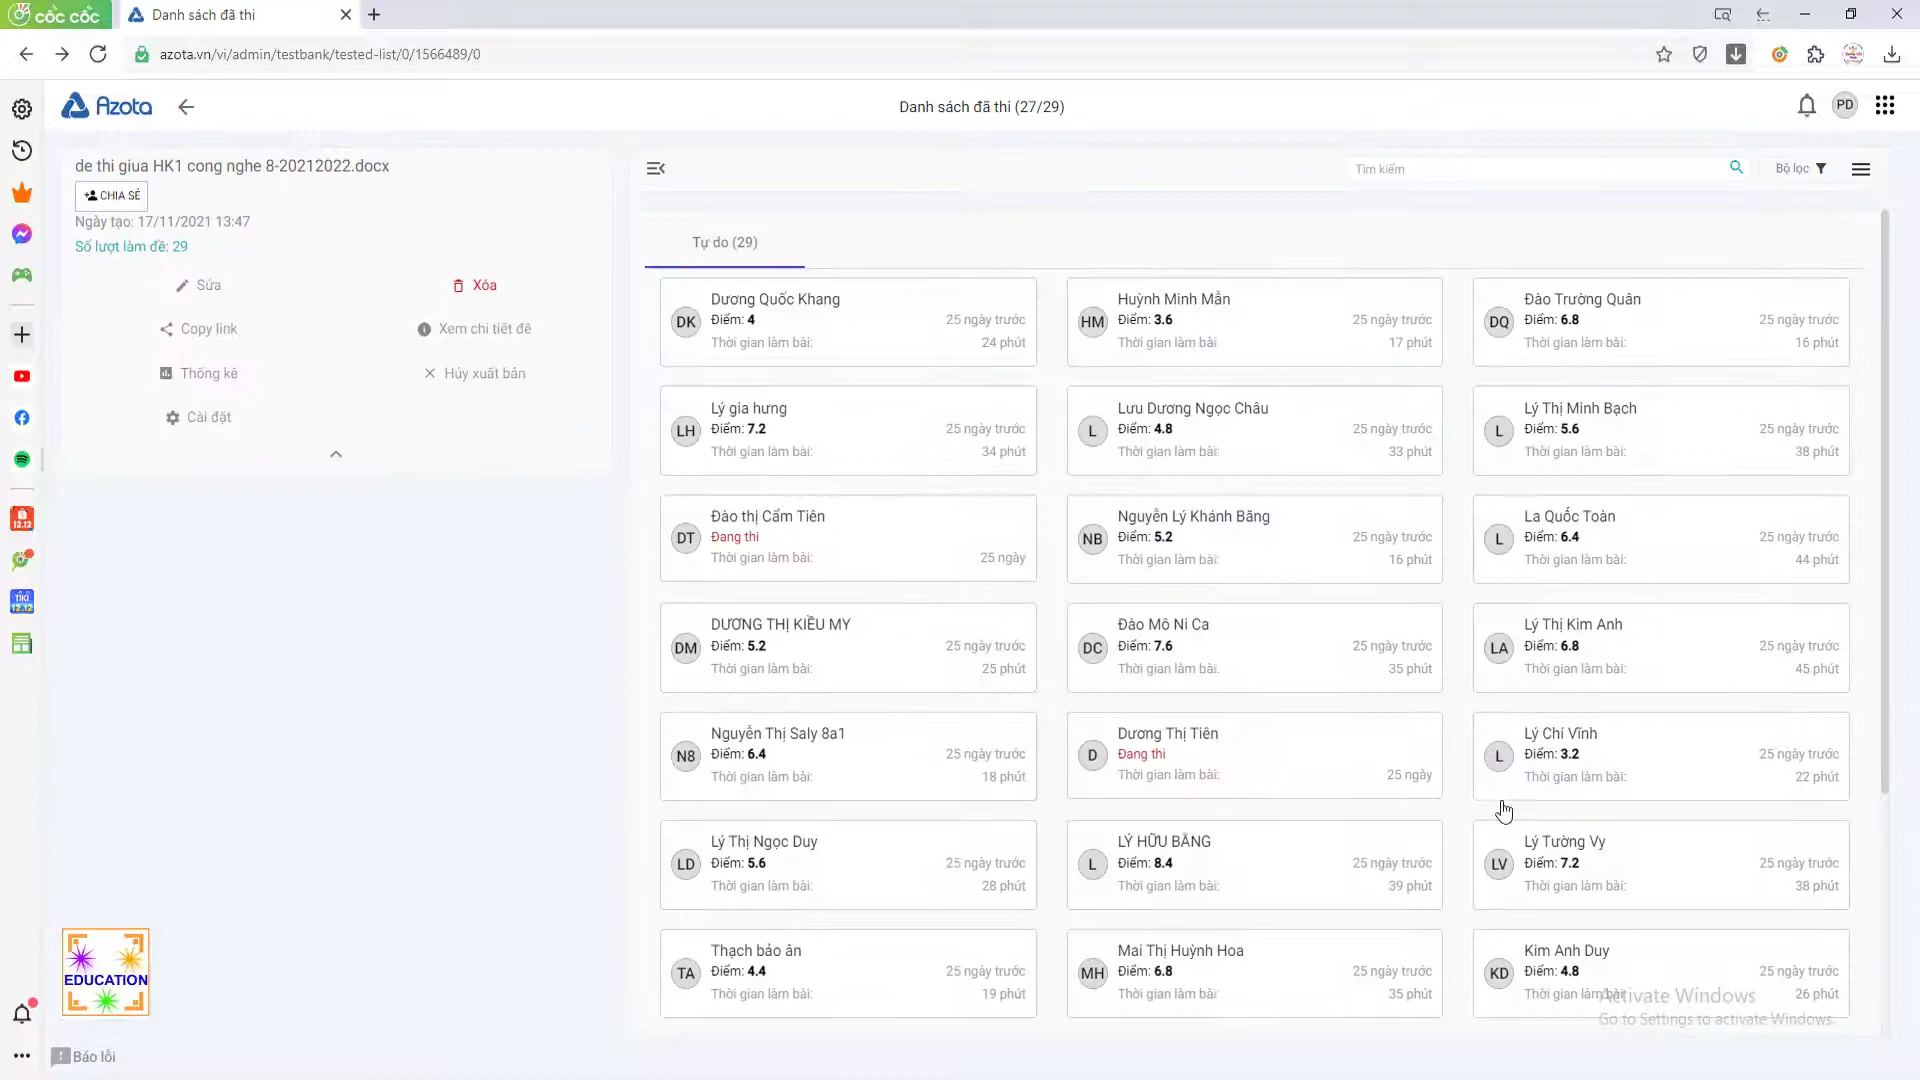 cốc cốc
Danh sách đã thi
azota.vn/vi/admin/testbank/tested-list/0/1566489/0
Azota
Danh sách đã thi (27/29)
PD
de thi giua HK1 cong nghe 8-20212022.docx
CHIA SẺ
Ngày tạo: 17/11/2021 13:47
Số lượt làm đề: 29
Sửa
Xóa
Copy link
Xem chi tiết đề
Thống kê
Hủy xuất bản
Cài đặt
Tìm kiếm
Bộ lọc
Tự do (29)
DK
Dương Quốc Khang
Điểm: 4
25 ngày trước
Thời gian làm bài:
24 phút
HM
Huỳnh Minh Mẫn
Điểm: 3.6
25 ngày trước
Thời gian làm bài
17 phút
DQ
Đào Trường Quân
Điểm: 6.8
25 ngày trước
Thời gian làm bài:
16 phút
LH
Lý gia hưng
Điểm: 7.2
25 ngày trước
Thời gian làm bài:
34 phút
L
Lưu Dương Ngọc Châu
Điểm: 4.8
25 ngày trước
Thời gian làm bài:
33 phút
L
Lý Thị Minh Bạch
Điểm: 5.6
25 ngày trước
Thời gian làm bài:
38 phút
DT
Đào thị Cẩm Tiên
Đang thi
Thời gian làm bài:
25 ngày
NB
Nguyễn Lý Khánh Băng
Điểm: 5.2
25 ngày trước
Thời gian làm bài:
16 phút
L
La Quốc Toàn
Điểm: 6.4
25 ngày trước
Thời gian làm bài:
44 phút
DM
DƯƠNG THỊ KIỀU MY
Điểm: 5.2
25 ngày trước
Thời gian làm bài:
25 phút
DC
Đào Mô Ni Ca
Điểm: 7.6
25 ngày trước
Thời gian làm bài.
35 phút
LA
Lý Thị Kim Anh
Điểm: 6.8
25 ngày trước
Thời gian làm bài:
45 phút
N8
Nguyễn Thị Saly 8a1
Điểm: 6.4
25 ngày trước
Thời gian làm bài:
18 phút
D
Dương Thị Tiên
Đang thi
Thời gian làm bài:
25 ngày
L
Lý Chí Vĩnh
Điểm: 3.2
25 ngày trước
Thời gian làm bài:
22 phút
LD
Lý Thị Ngọc Duy
Điểm: 5.6
25 ngày trước
Thời gian làm bài:
28 phút
L
LÝ HỮU BẰNG
Điểm: 8.4
25 ngày trước
Thời gian làm bài:
39 phút
LV
Lý Tường Vy
Điểm: 7.2
25 ngày trước
Thời gian làm bài:
38 phút
TA
Thạch bảo ân
Điểm: 4.4
25 ngày trước
Thời gian làm bài:
19 phút
MH
Mai Thị Huỳnh Hoa
Điểm: 6.8
25 ngày trước
Thời gian làm bài:
35 phút
KD
Kim Anh Duy
Điểm: 4.8
25 ngày trước
Thời gian làm bài:
26 phút
Activate Windows
Go to Settings to activate Windows.
EDUCATION
12.12
TIKI
Báo lỗi